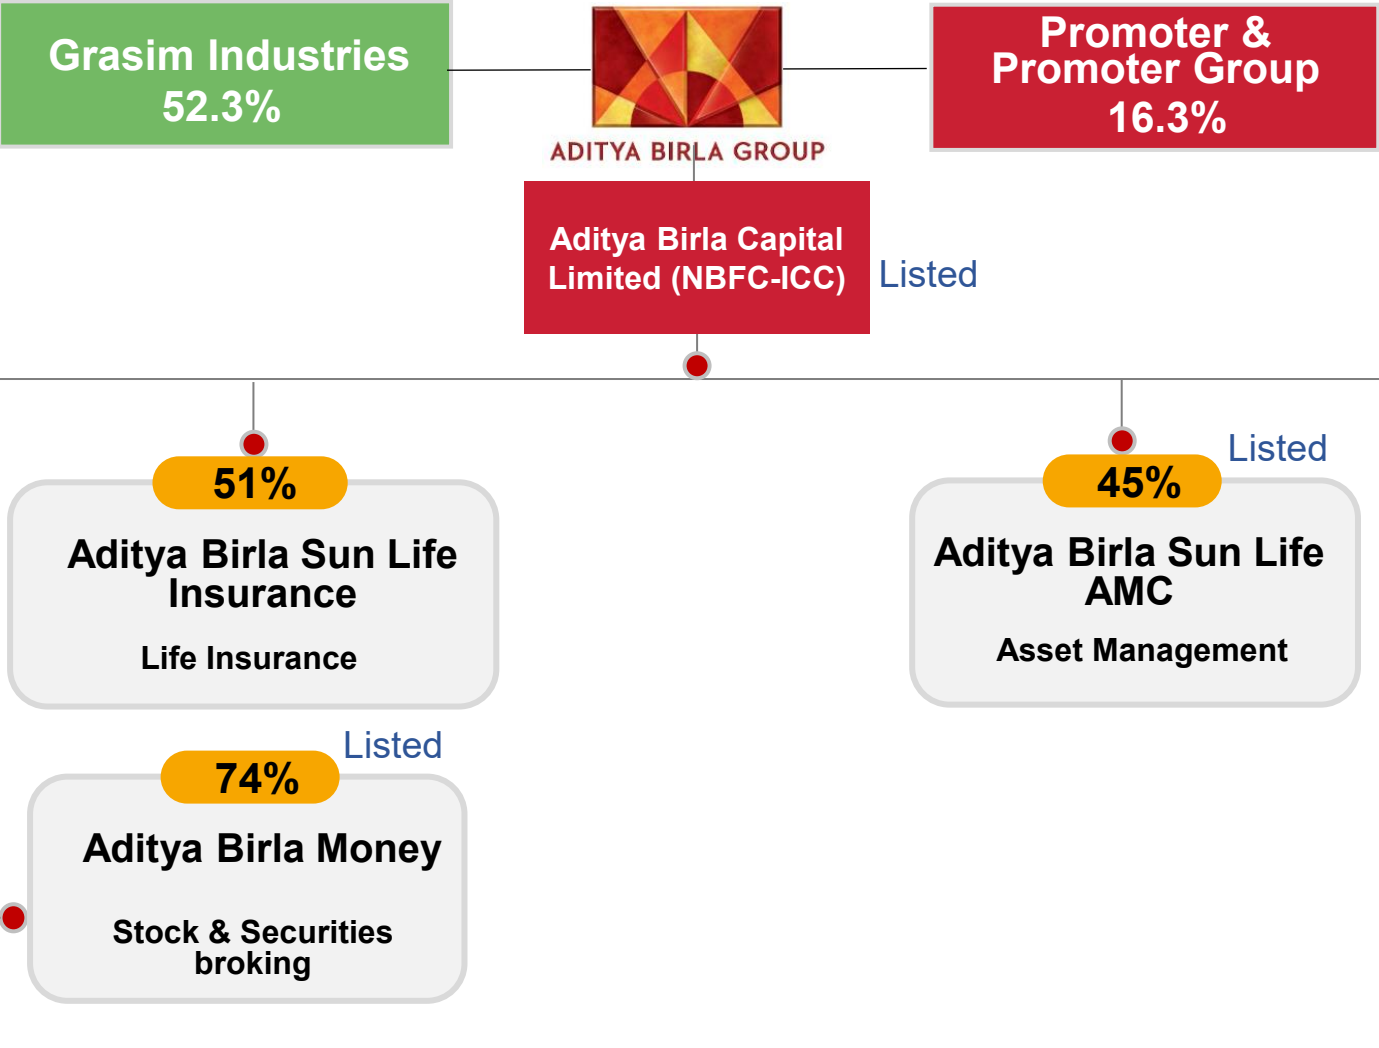 Grasim Industries
52.3%
ADITYA BIRLA GROUP
Promoter &
Promoter Group
16.3%
Aditya Birla Capital
Limited (NBFC-ICC)
Listed
51%
Aditya Birla Sun Life
Insurance
Life Insurance
Listed
45%
Aditya Birla Sun Life
AMC
Asset Management
Listed
74%
Aditya Birla Money
Stock & Securities
broking